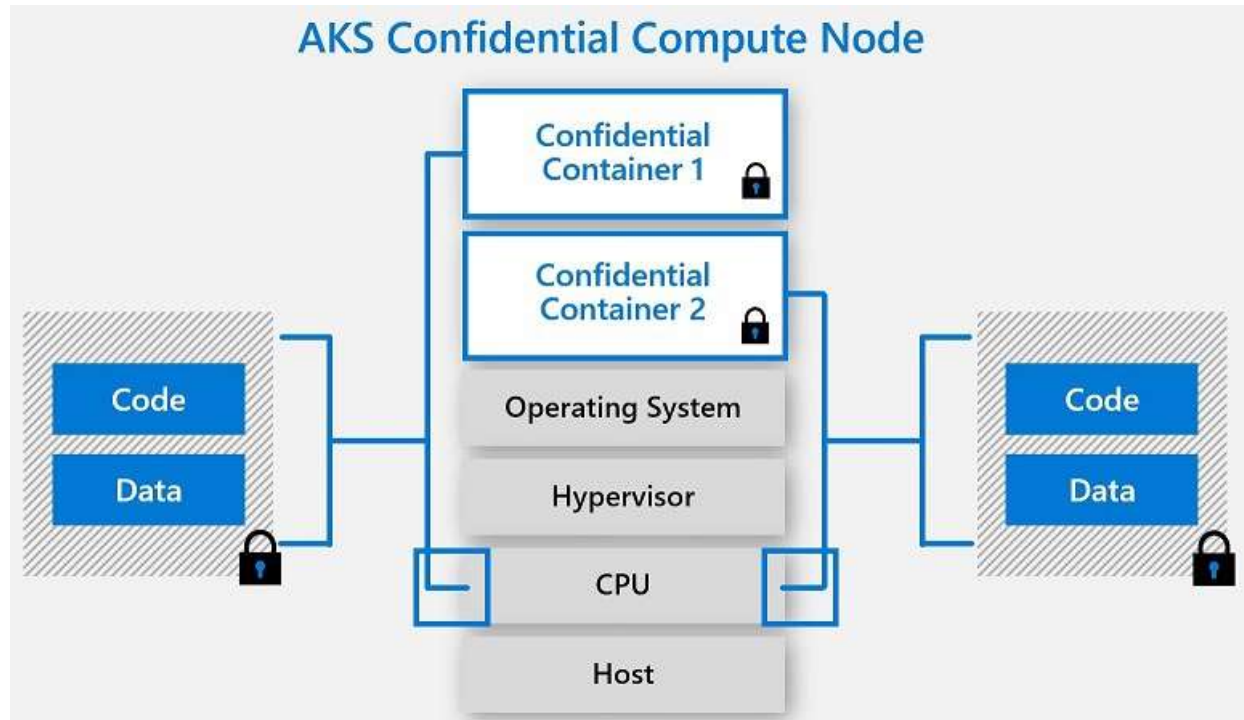 AKS Confidential Compute Node
Confidential
Container 1
Confidential
Container 2
Code
Data
Operating System
Hypervisor
CPU
Host
Code
Data